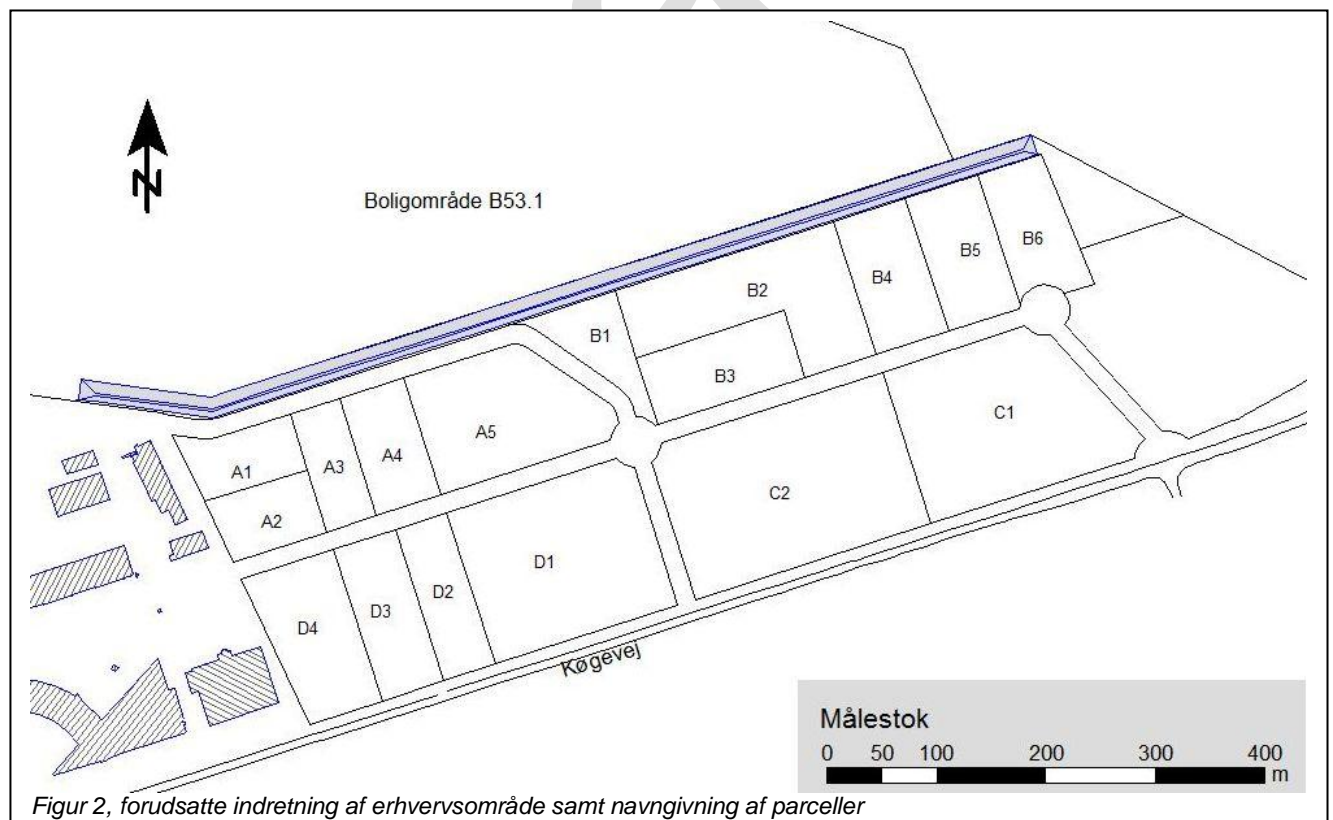 N
Boligområde B53.1
B6
B5
B4
B2
B1
B3
C1
A5
A4
A3
A1
A2
C2
D1
D2
D3
D4
Køgevej
Målestok
0 50 100 200 300 400
m
Figur 2, forudsatte indretning af erhvervsområde samt navngivning af parceller